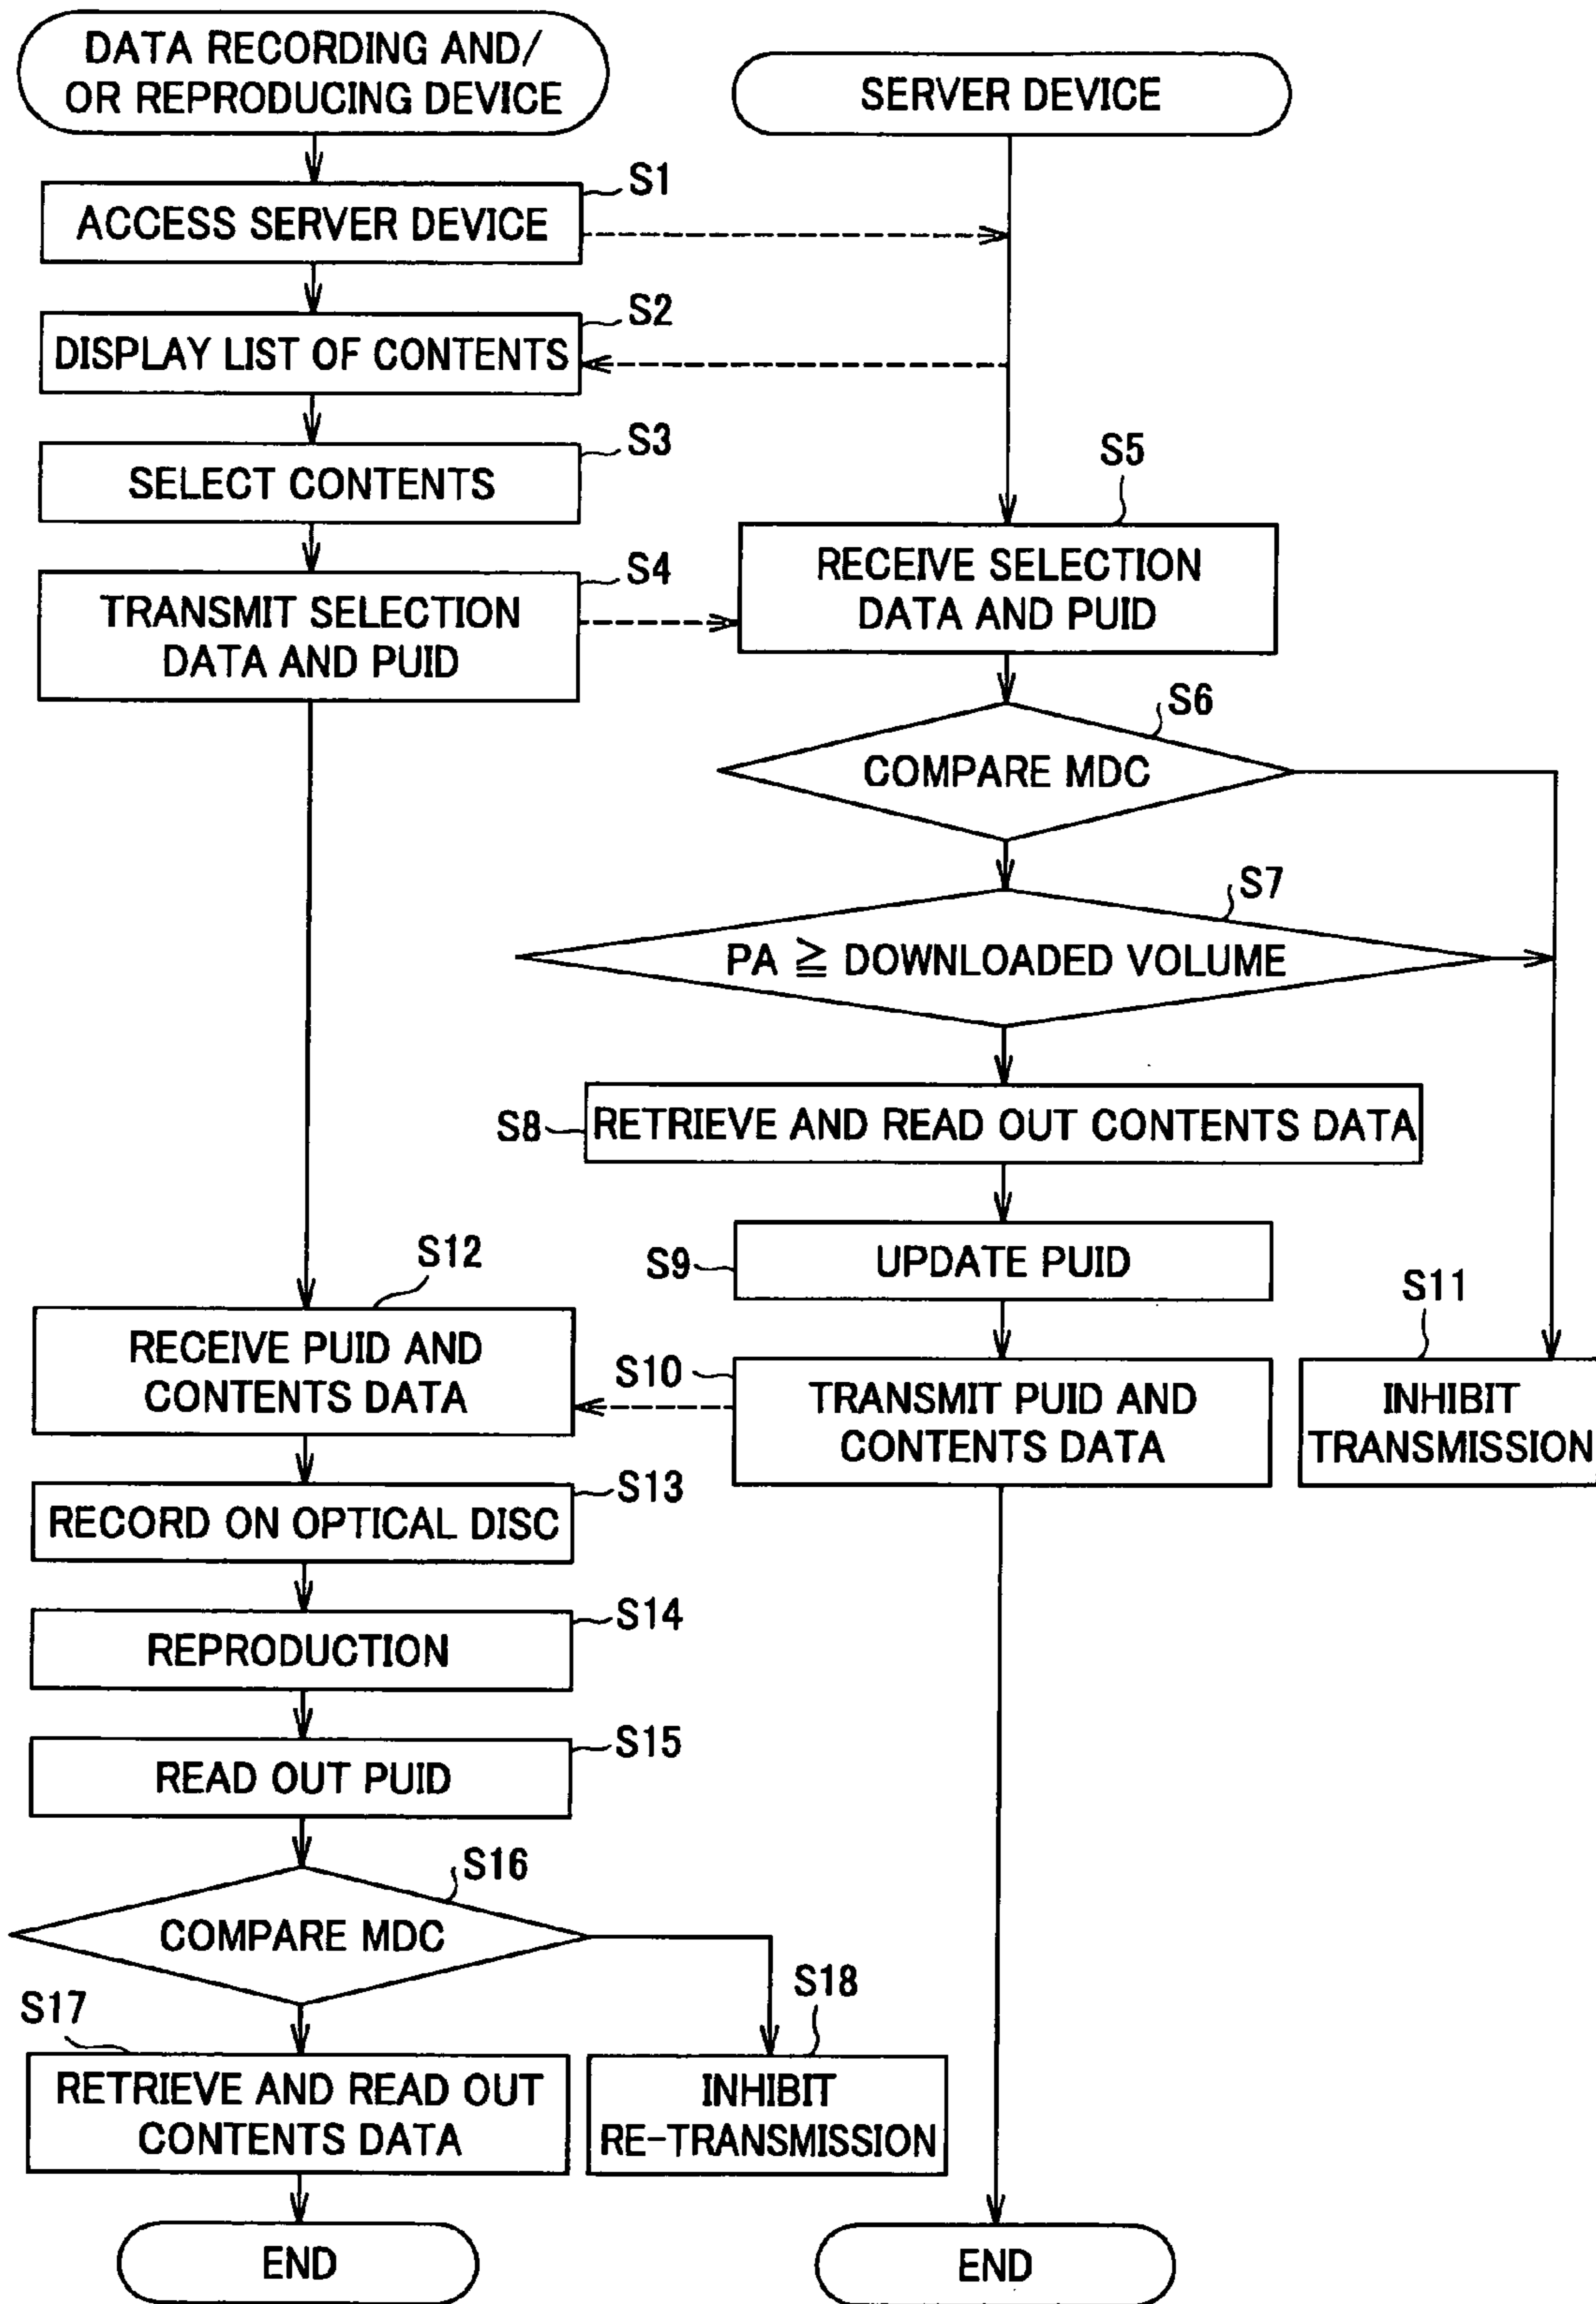 DATA RECORDING AND/
OR REPRODUCING DEVICE
SERVER DEVICE
S1
ACCESS SERVER DEVICE
S2
DISPLAY LIST OF CONTENTS
S3
SELECT CONTENTS
S4
TRANSMIT SELECTION
DATA AND PUID
S5
RECEIVE SELECTION
DATA AND PUID
S6
COMPARE MDC
S7
PA ≧ DOWNLOADED VOLUME
S8
RETRIEVE AND READ OUT CONTENTS DATA
S9
UPDATE PUID
S10
TRANSMIT PUID AND
CONTENTS DATA
S11
INHIBIT
TRANSMISSION
S12
RECEIVE PUID AND
CONTENTS DATA
S13
RECORD ON OPTICAL DISC
S14
REPRODUCTION
S15
READ OUT PUID
S16
COMPARE MDC
S17
RETRIEVE AND READ OUT
CONTENTS DATA
S18
INHIBIT
RE-TRANSMISSION
END
END